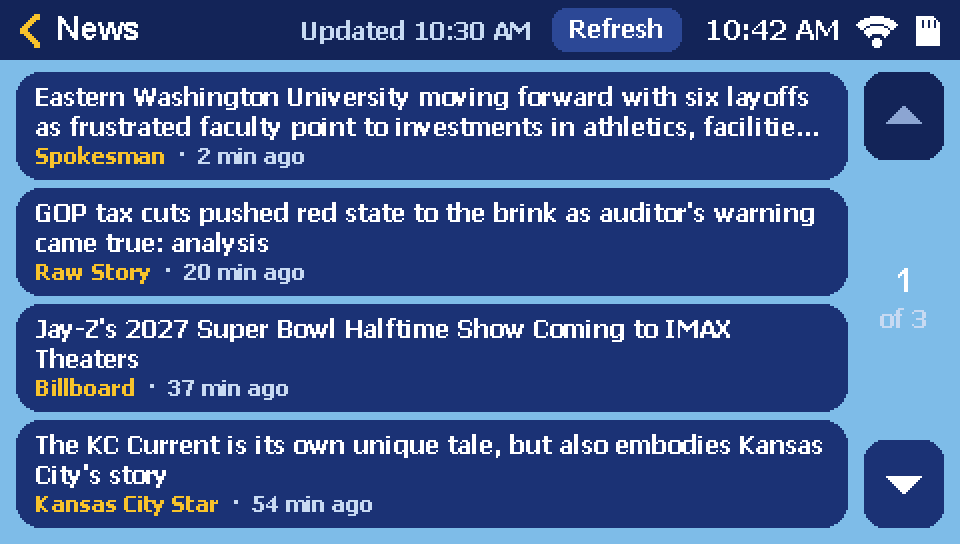 News
Updated 10:30 AM
Refresh
10:42 AM
Eastern Washington University moving forward with six layoffs
as frustrated faculty point to investments in athletics, facilitie...
Spokesman · 2 min ago
GOP tax cuts pushed red state to the brink as auditor's warning
came true: analysis
Raw Story · 20 min ago
Jay-Z's 2027 Super Bowl Halftime Show Coming to IMAX
Theaters
Billboard · 37 min ago
The KC Current is its own unique tale, but also embodies Kansas
City's story
Kansas City Star · 54 min ago
1
of 3